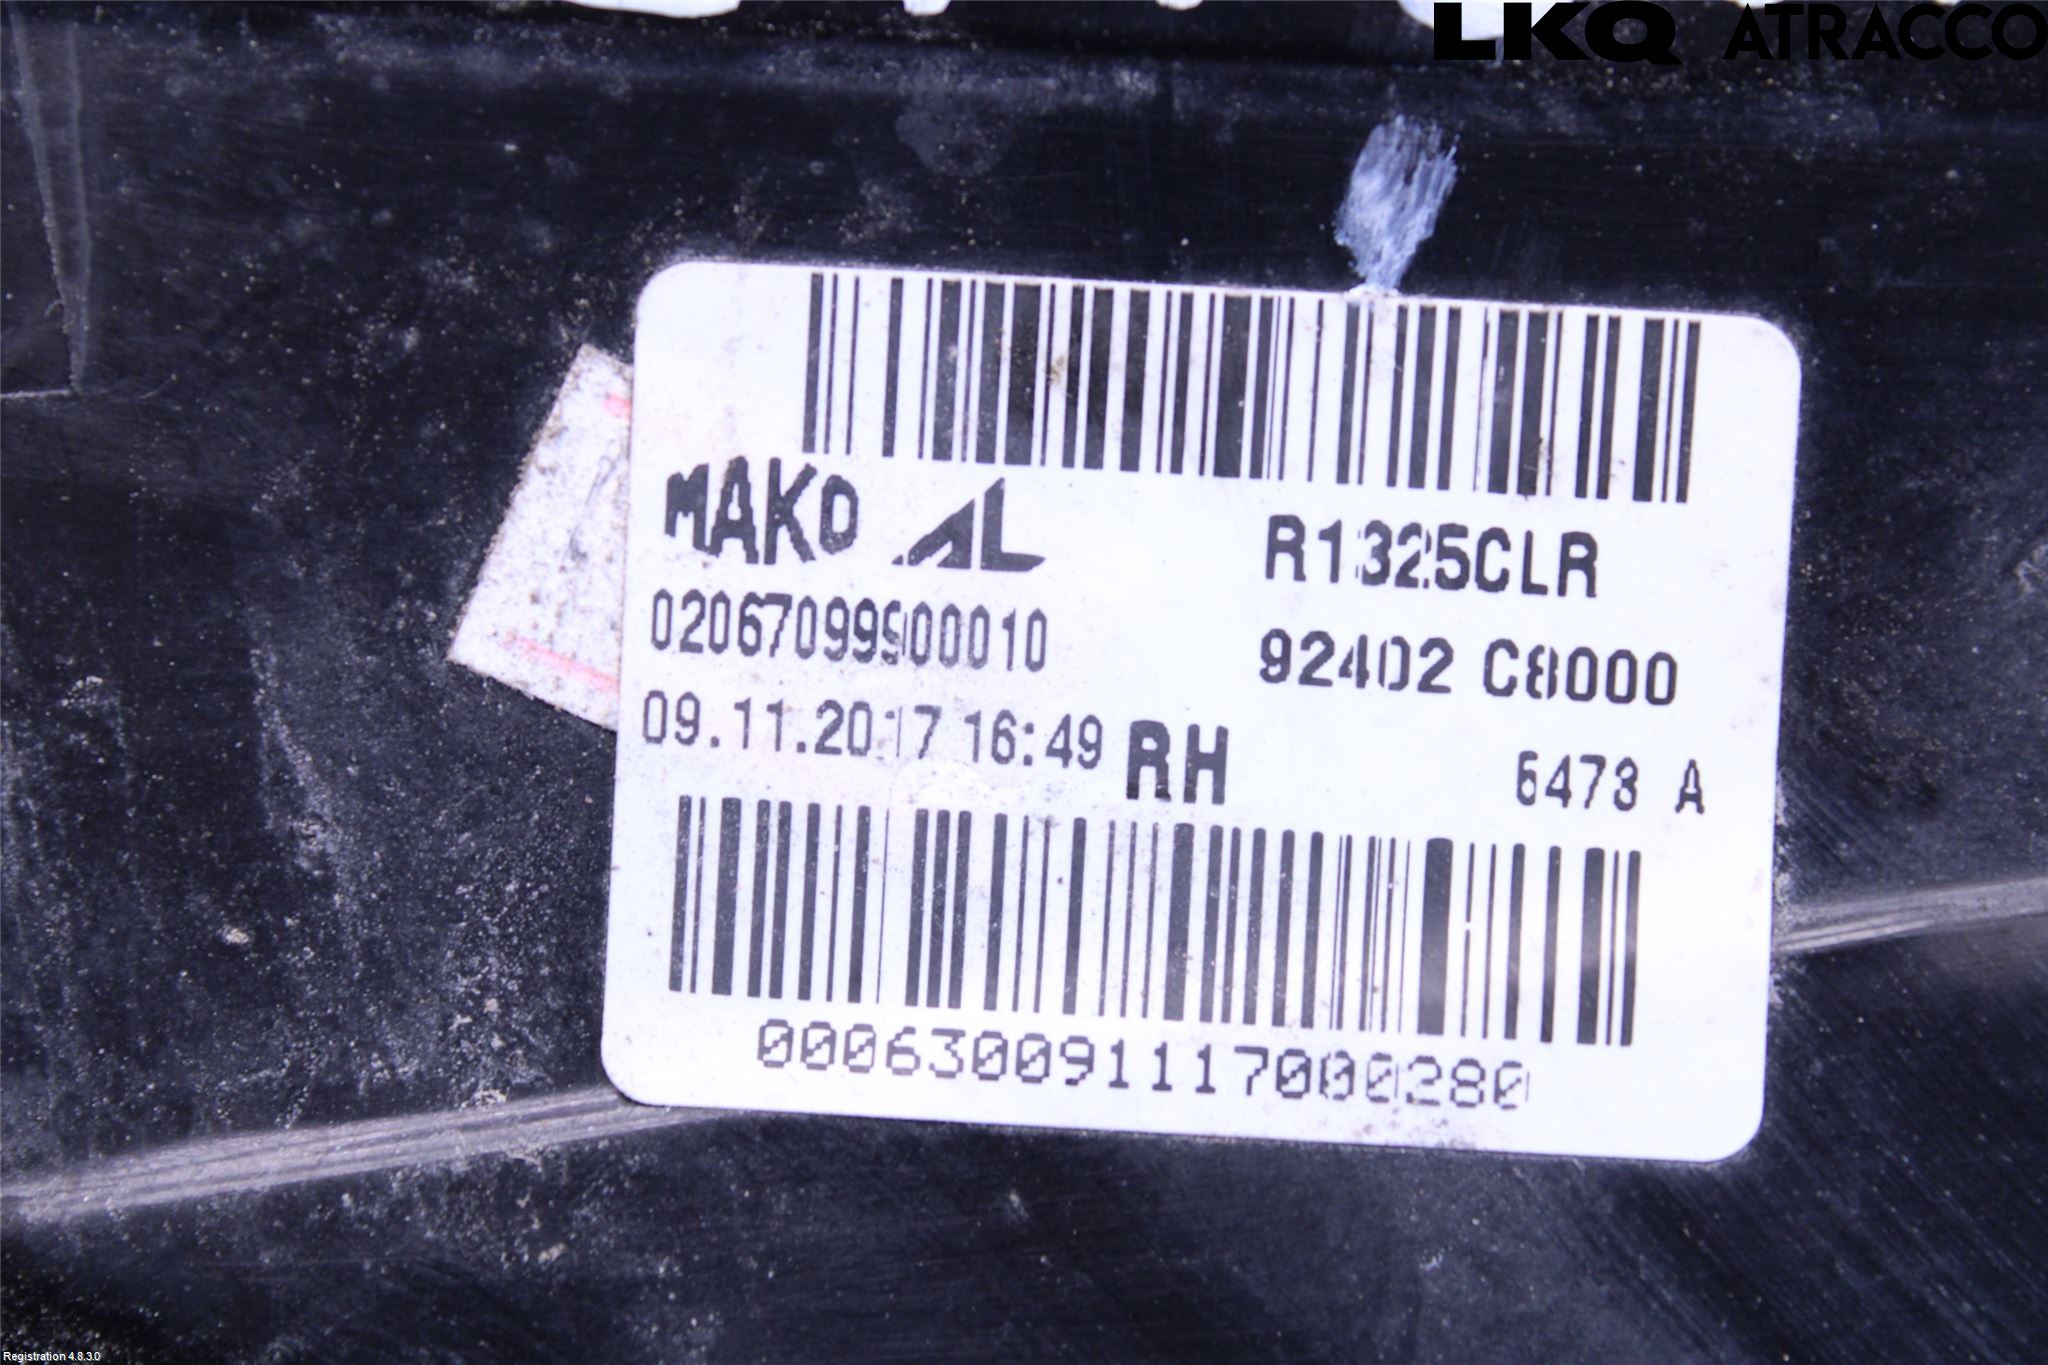 LKQ ATRACCO
MAKO AL
R1325CLR
02067099900010
92402 C8000
09.11.2017 16:49 RH
6473 A
000630091117000280
Registration 4.8.3.0